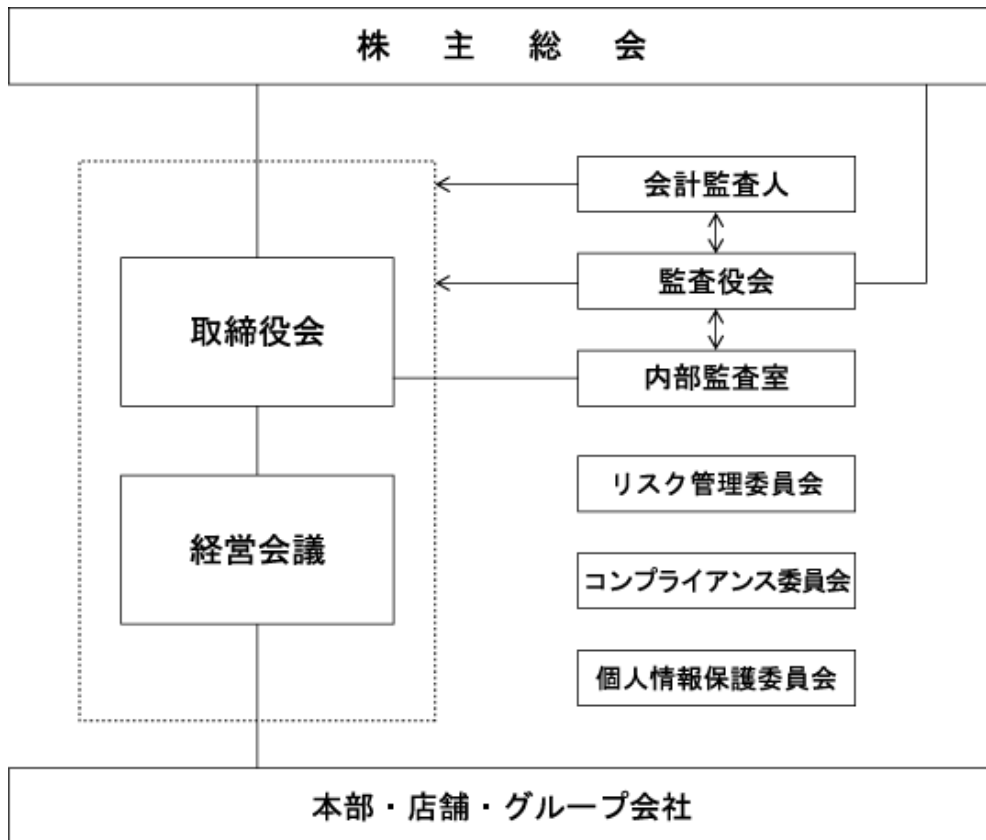 株主総会
会計監査人
監査役会
取締役会
内部監査室
リスク管理委員会
経営会議
コンプライアンス委員会
個人情報保護委員会
本部・店舗・グループ会社